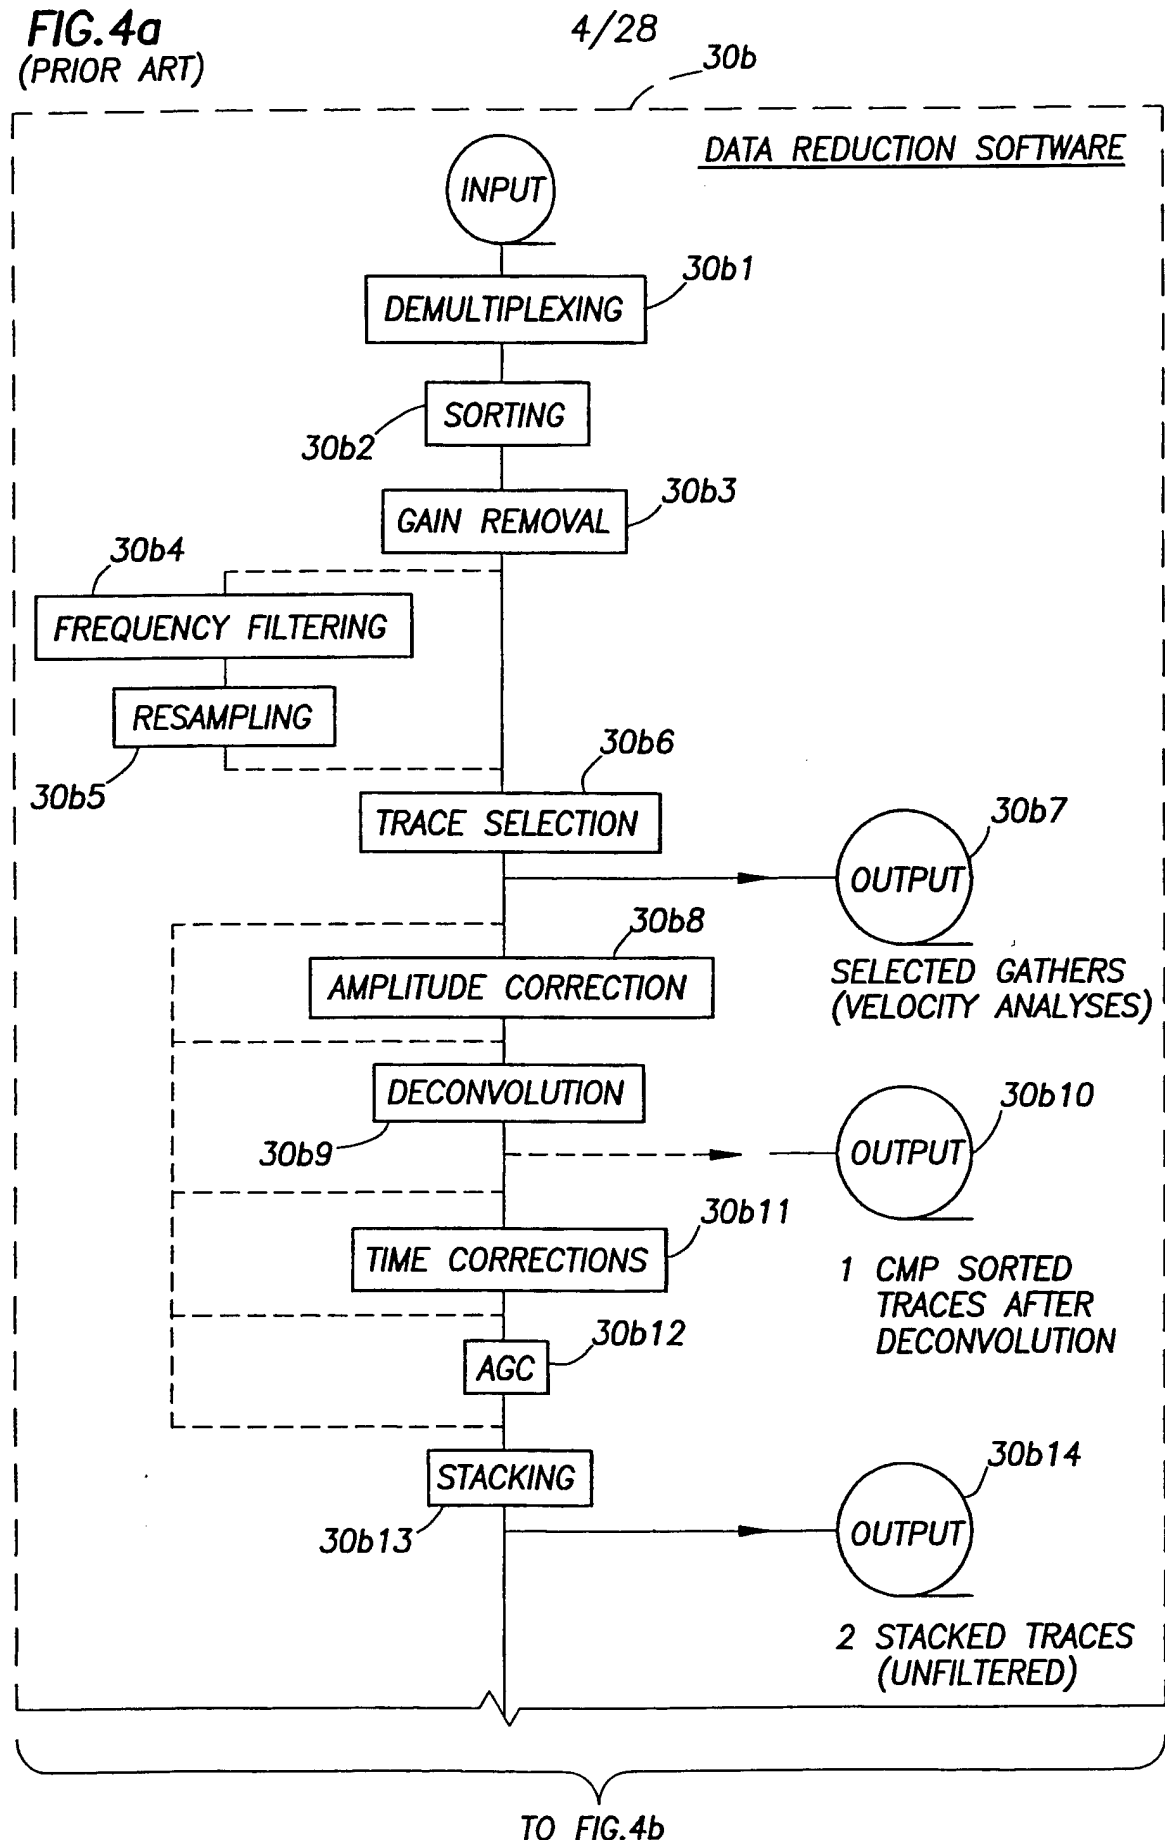 FIG.4a
(PRIOR ART)
4/28
30b
DATA REDUCTION SOFTWARE
INPUT
30b1
DEMULTIPLEXING
SORTING
30b2
30b3
GAIN REMOVAL
30b4
FREQUENCY FILTERING
RESAMPLING
30b5
30b6
TRACE SELECTION
30b7
OUTPUT
SELECTED GATHERS
(VELOCITY ANALYSES)
30b8
AMPLITUDE CORRECTION
DECONVOLUTION
30b9
30b10
OUTPUT
1 CMP SORTED
TRACES AFTER
DECONVOLUTION
30b11
TIME CORRECTIONS
30b12
AGC
STACKING
30b13
30b14
OUTPUT
2 STACKED TRACES
(UNFILTERED)
TO FIG.4b